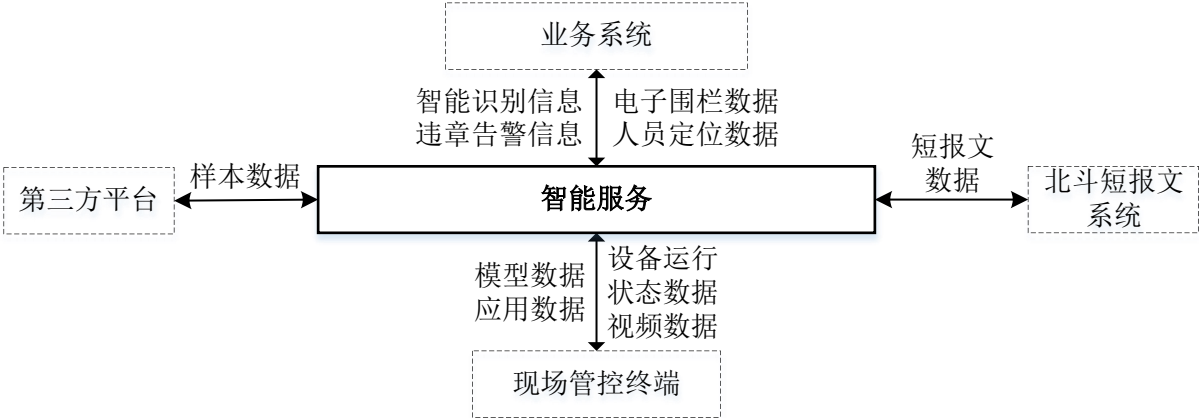 业务系统
智能识别信息
违章告警信息
电子围栏数据
人员定位数据
第三方平台
样本数据
智能服务
短报文
数据
北斗短报文
系统
模型数据
应用数据
设备运行
状态数据
视频数据
现场管控终端